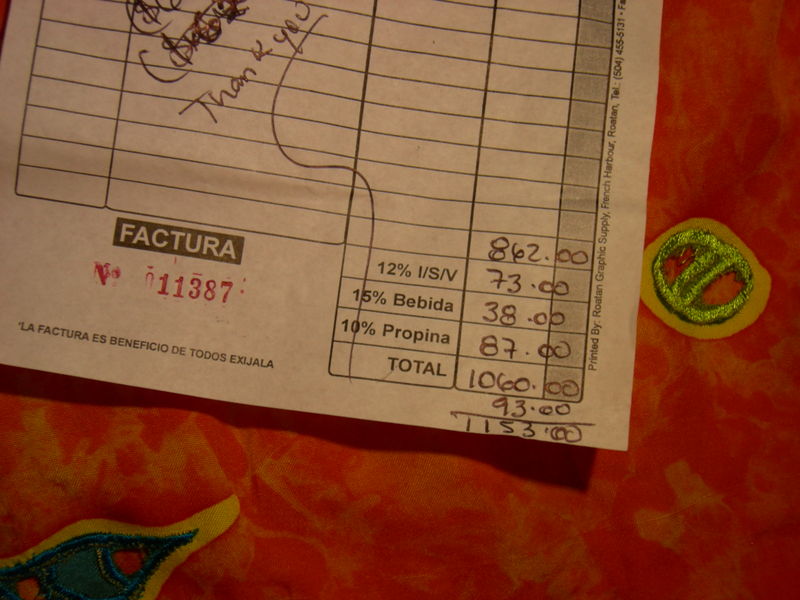 Thank you
FACTURA
Nº 011387
*LA FACTURA ES BENEFICIO DE TODOS EXIJALA
862.00
12% I/S/V 73.00
15% Bebida 38.00
10% Propina 87.00
TOTAL 1060.00
93.00
1153.00
Printed By: Roatan Graphic Supply, French Harbour, Roatan, Tel.: (504) 455-5131 •